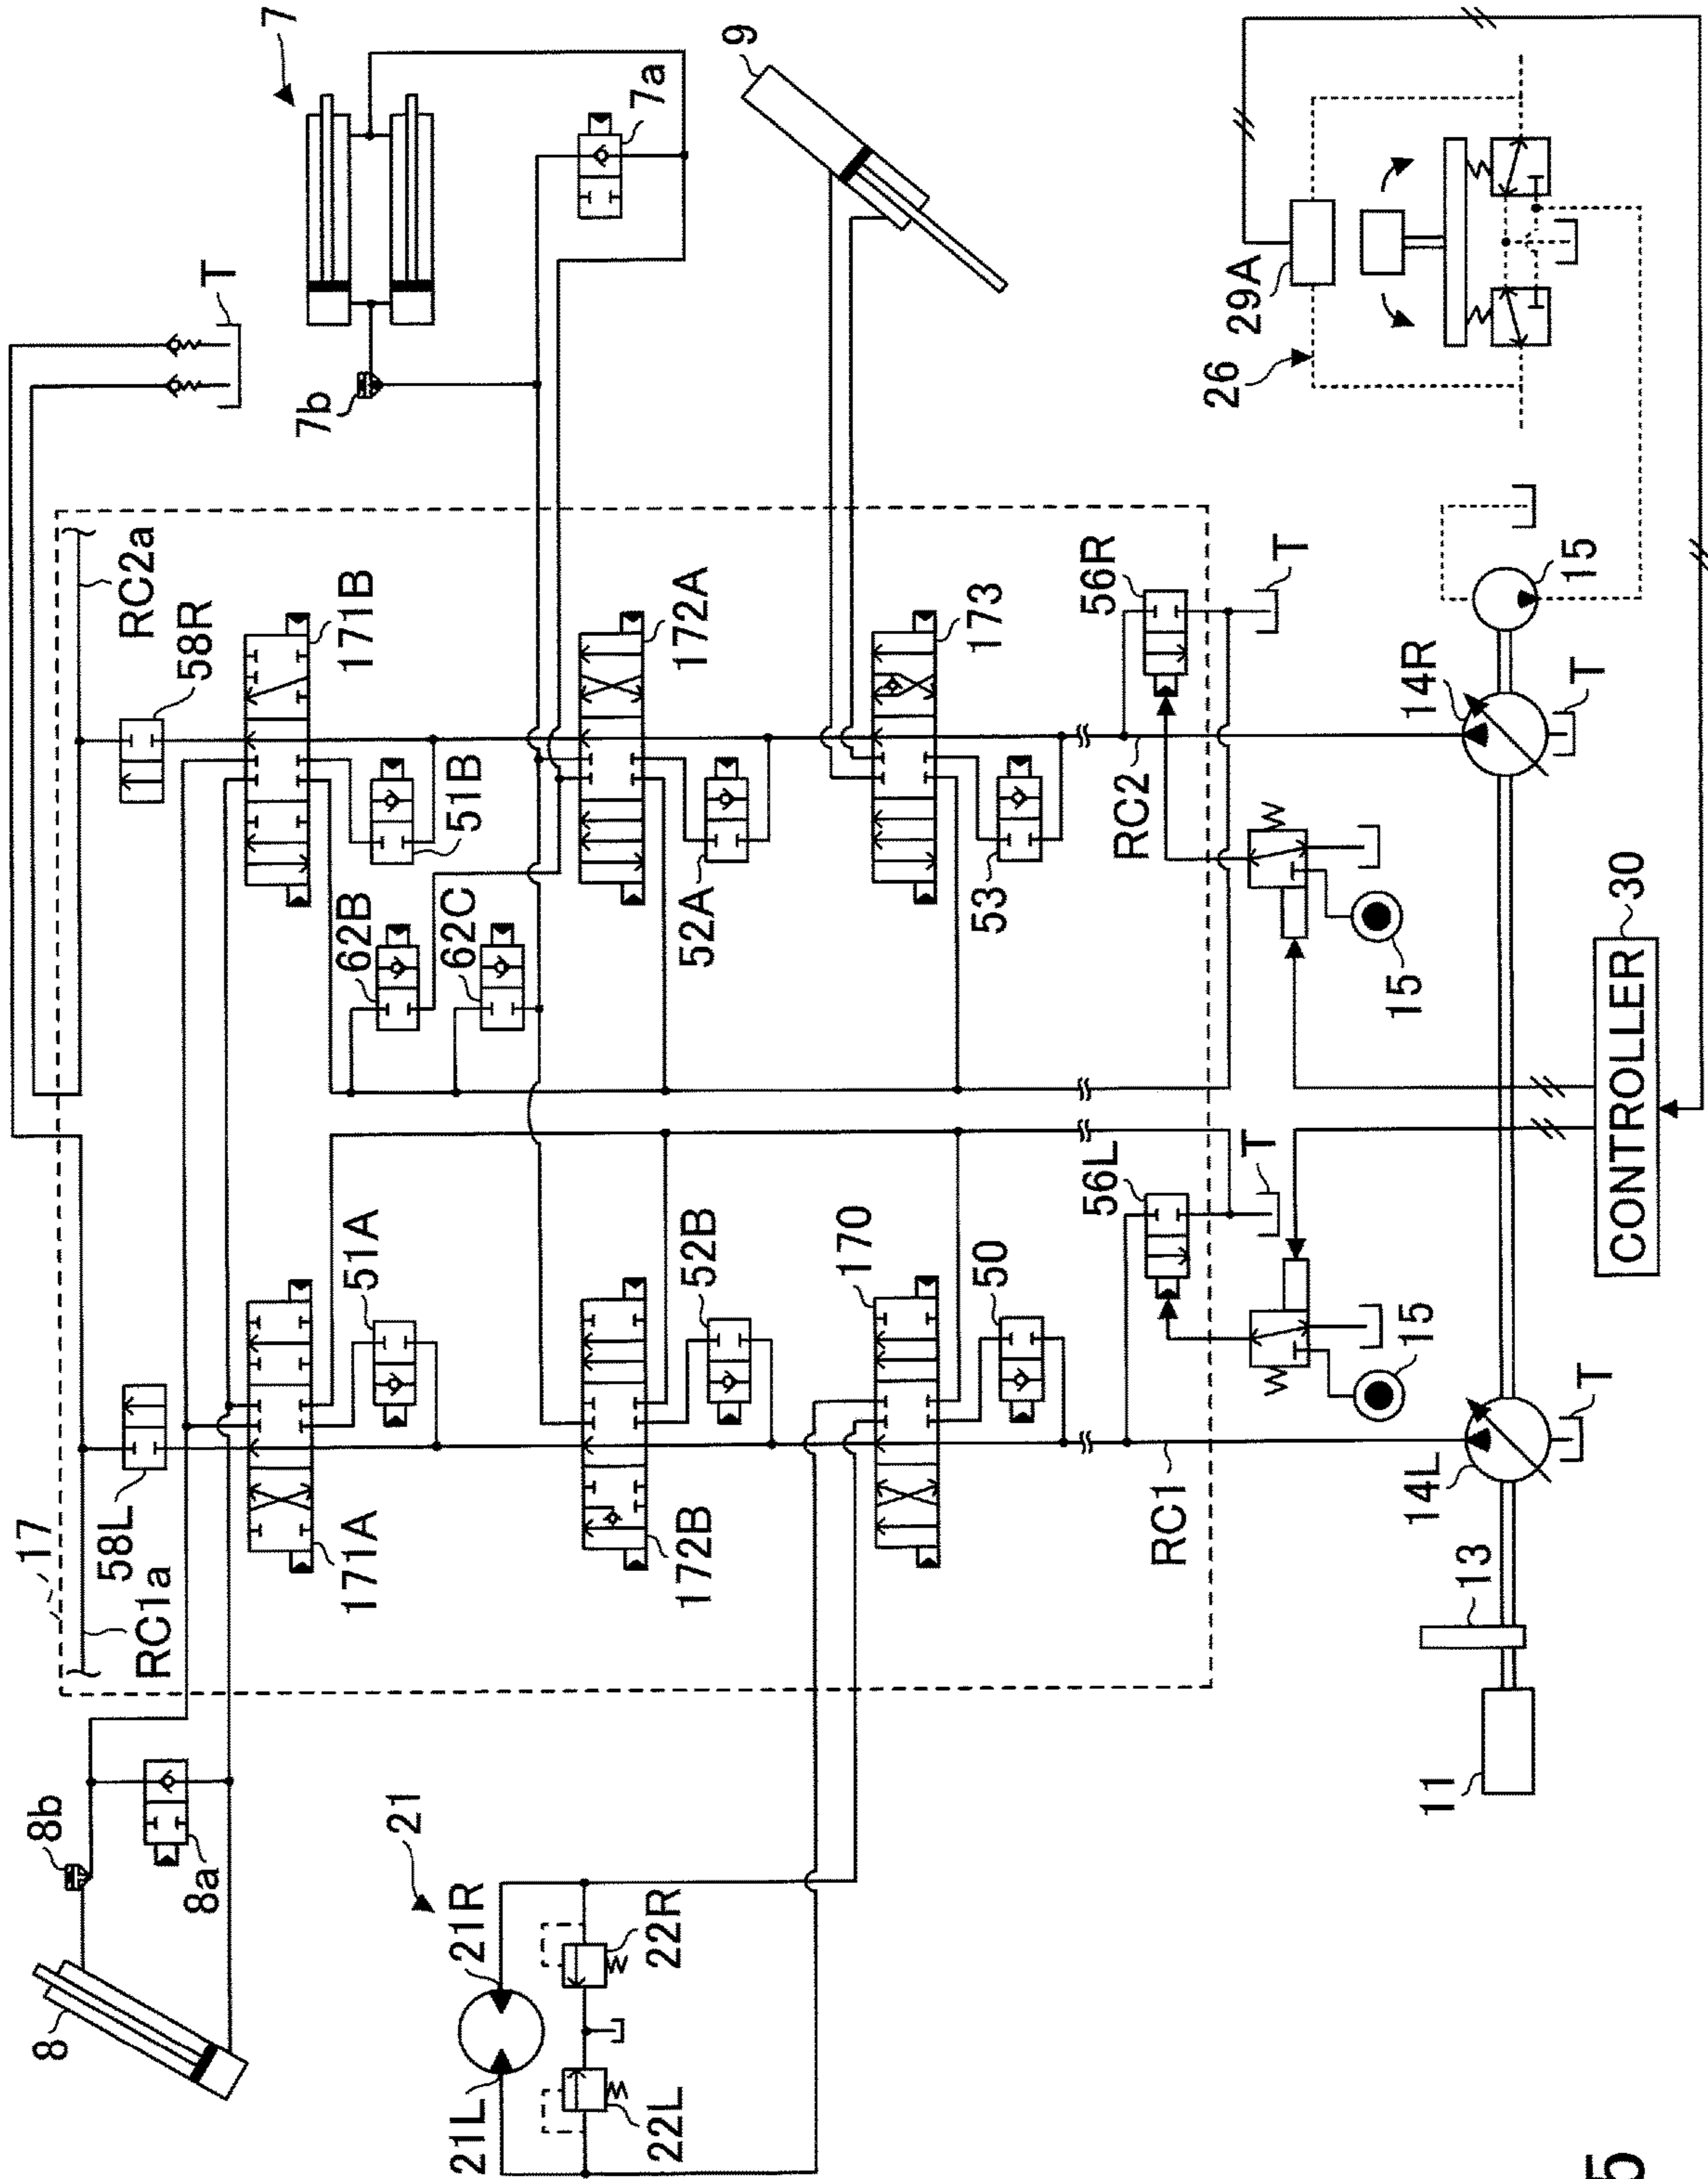 8
8b
8a
17
RC1a
58L
171A
51A
172B
52B
170
50
RC1
56L
T
21
21L
21R
22L
22R
T
7
7b
7a
9
RC2a
58R
171B
51B
62B
62C
172A
52A
173
53
RC2
56R
T
26
29A
11
13
14L
T
15
15
14R
T
15
CONTROLLER
30
5